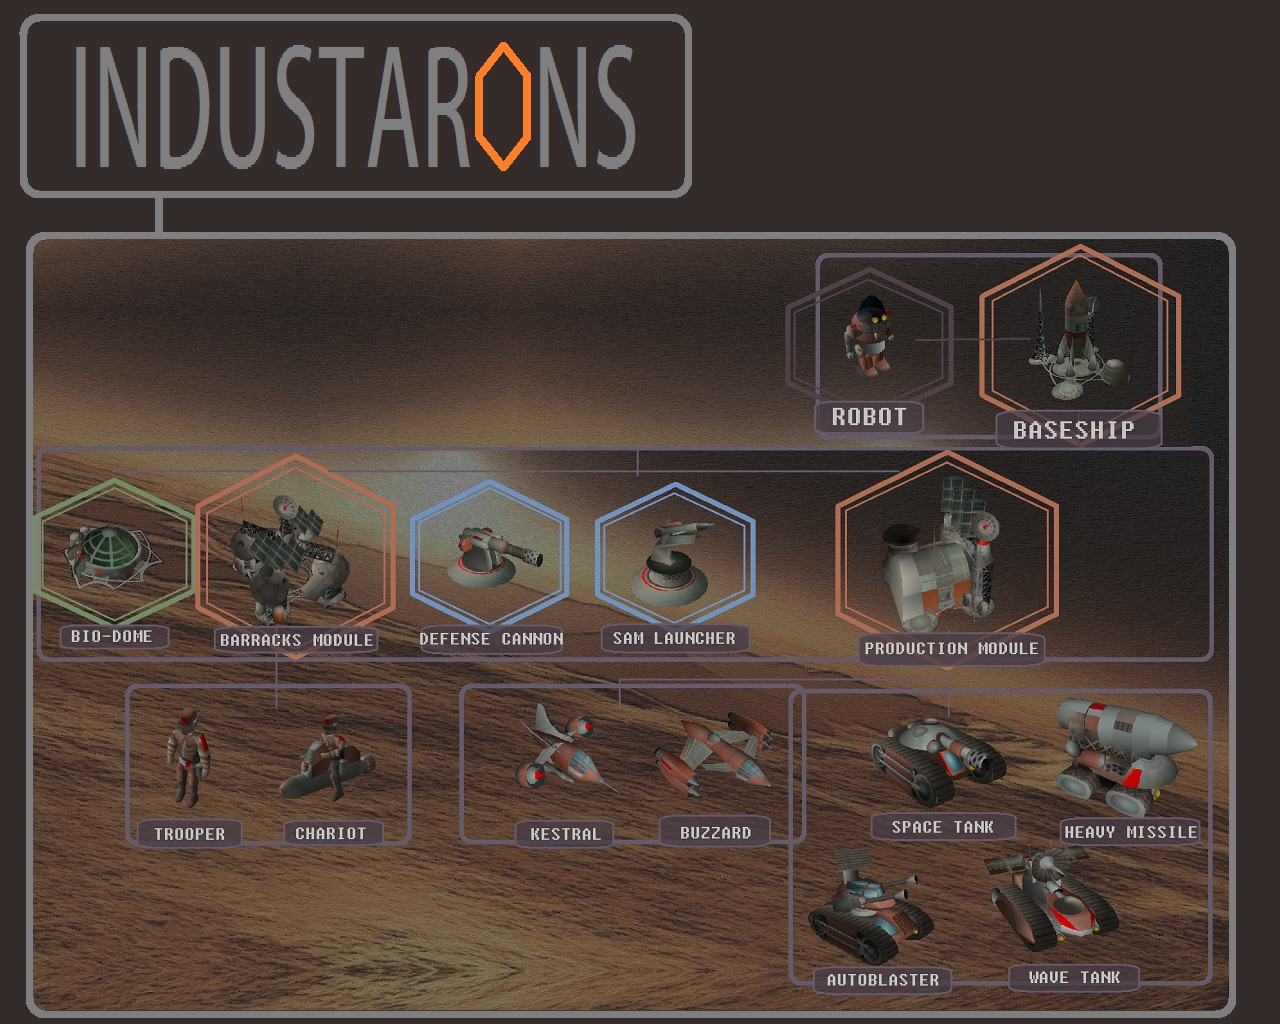 INDUSTARONS
ROBOT
BASESHIP
BIO-DOME
BARRACKS MODULE
DEFENSE CANNON
SAM LAUNCHER
PRODUCTION MODULE
TROOPER
CHARIOT
KESTRAL
BUZZARD
SPACE TANK
HEAVY MISSILE
AUTOBLASTER
WAVE TANK